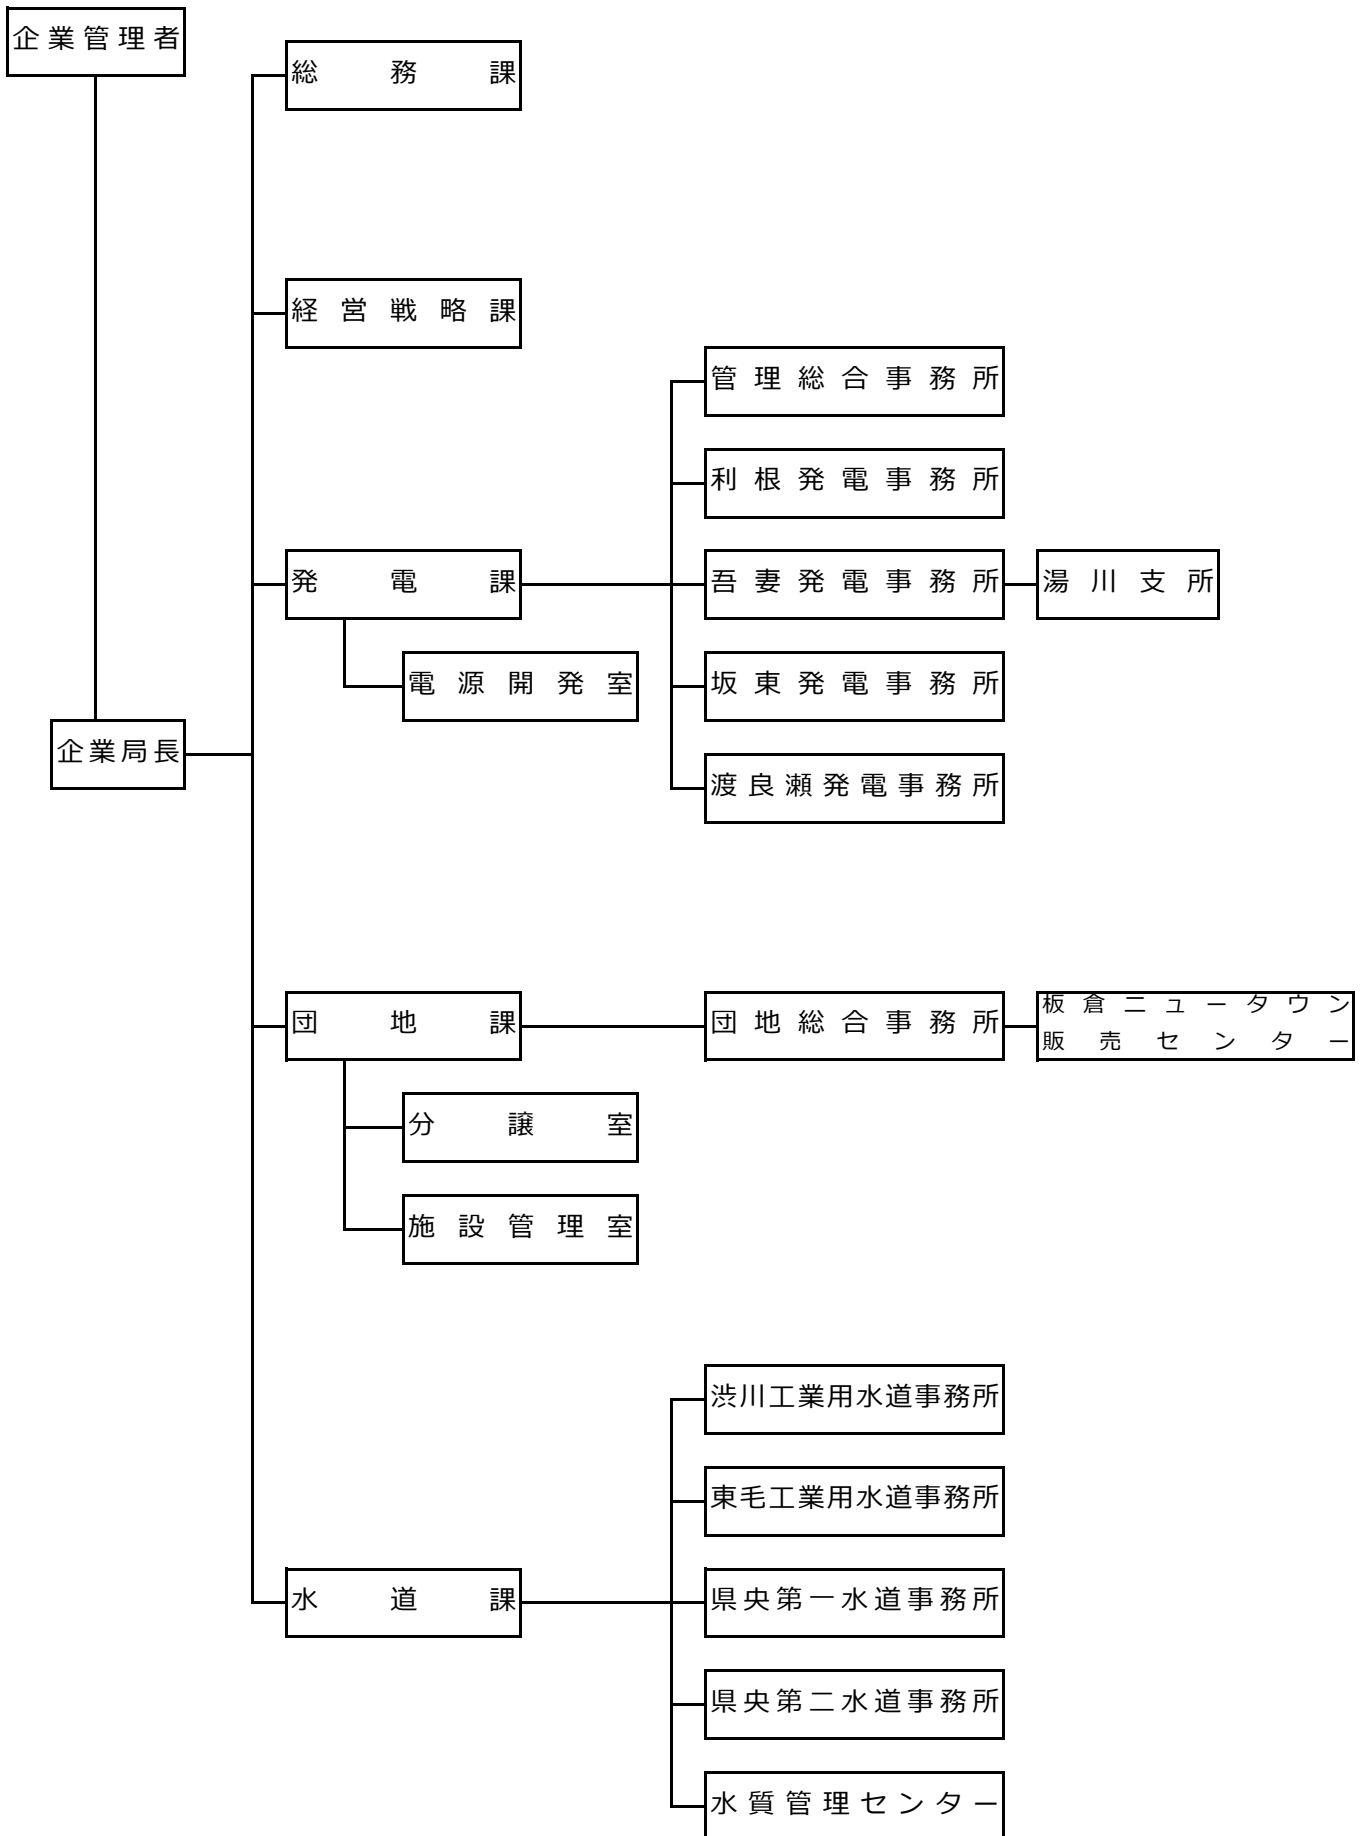 企業管理者
総務課
経営戦略課
管理総合事務所
利根発電事務所
発電課
吾妻発電事務所
湯川支所
電源開発室
坂東発電事務所
企業局長
渡良瀬発電事務所
団地課
団地総合事務所
板倉ニュータウン
販売センター
分譲室
施設管理室
渋川工業用水道事務所
東毛工業用水道事務所
水道課
県央第一水道事務所
県央第二水道事務所
水質管理センター